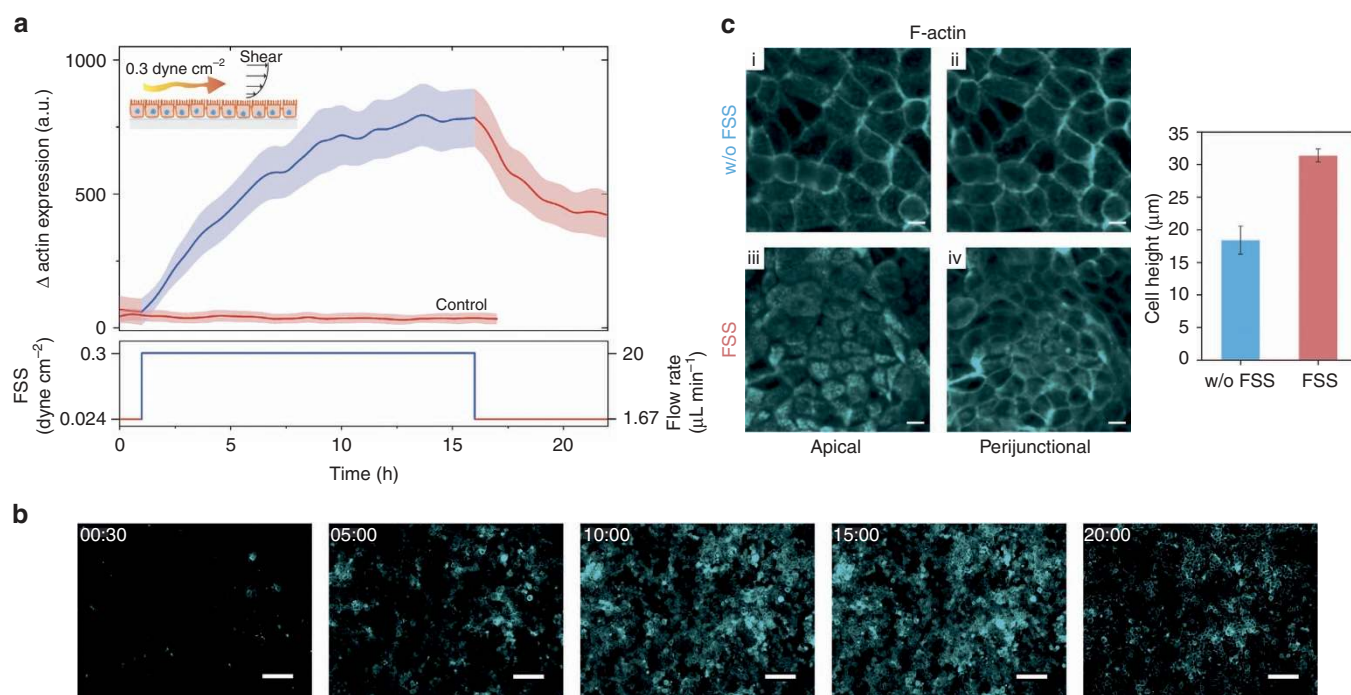 a
1000
500
0
Δ actin expression (a.u.)
0.3 dyne cm−2
Shear
Control
FSS
(dyne cm−2)
0.3
0.024
20
1.67
Flow rate
(μL min−1)
0
5
10
15
20
Time (h)
c
F-actin
i
ii
w/o FSS
iii
iv
FSS
Apical
Perijunctional
Cell height (μm)
35
30
25
20
15
10
5
0
w/o FSS
FSS
b
00:30
05:00
10:00
15:00
20:00